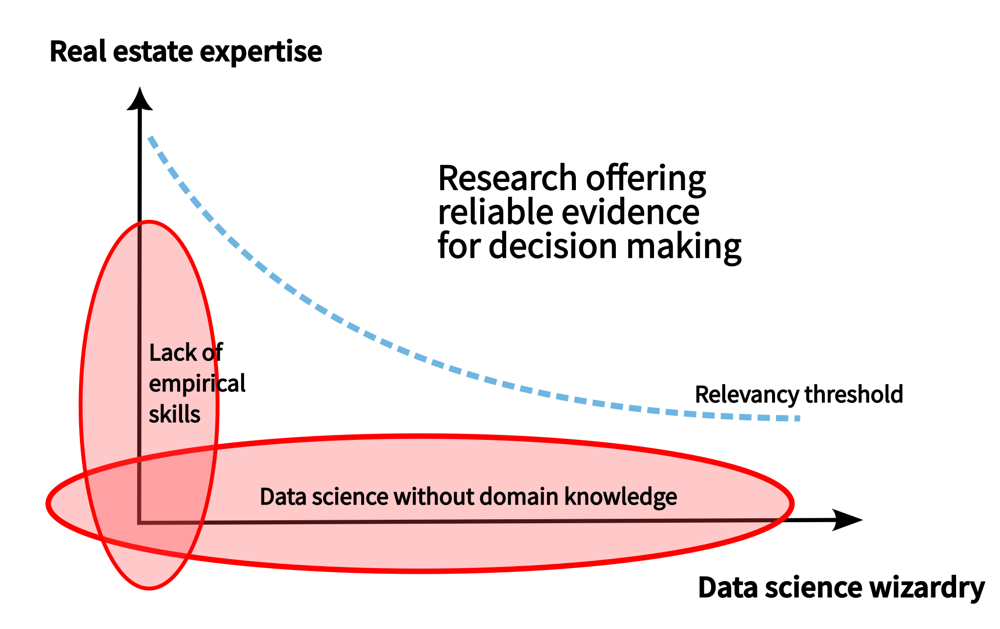 Real estate expertise
Research offering
reliable evidence
for decision making
Lack of
empirical
skills
Relevancy threshold
Data science without domain knowledge
Data science wizardry